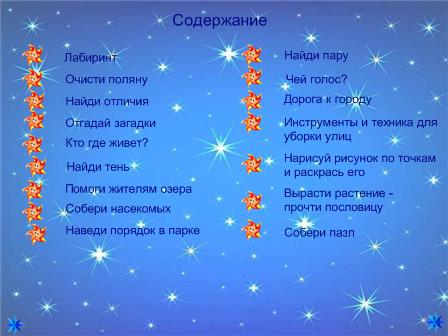 Содержание
Лабиринт
Очисти поляну
Найди отличия
Отгадай загадки
Кто где живет?
Найди тень
Помоги жителям озера
Собери насекомых
Наведи порядок в парке
Найди пару
Чей голос?
Дорога к городу
Инструменты и техника для
уборки улиц
Нарисуй рисунок по точкам
и раскрась его
Вырасти растение -
прочти пословицу
Собери пазл